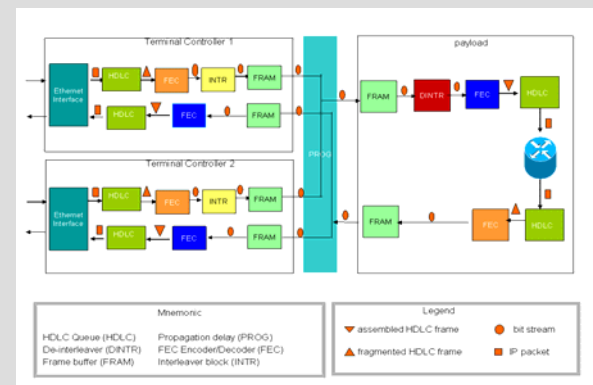 Terminal Controller 1
Ethernet
Interface
HDLC
FEC
INTR
FRAM
HDLC
FEC
FRAM
Terminal Controller 2
Ethernet
Interface
HDLC
FEC
INTR
FRAM
HDLC
FEC
FRAM
PROG
payload
FRAM
DINTR
FEC
HDLC
FRAM
FEC
HDLC
Mnemonic
HDLC Queue (HDLC)
De-interleaver (DINTR)
Frame buffer (FRAM)
Propagation delay (PROG)
FEC Encoder/Decoder (FEC)
Interleaver block (INTR)
Legend
assembled HDLC frame
fragmented HDLC frame
bit stream
IP packet